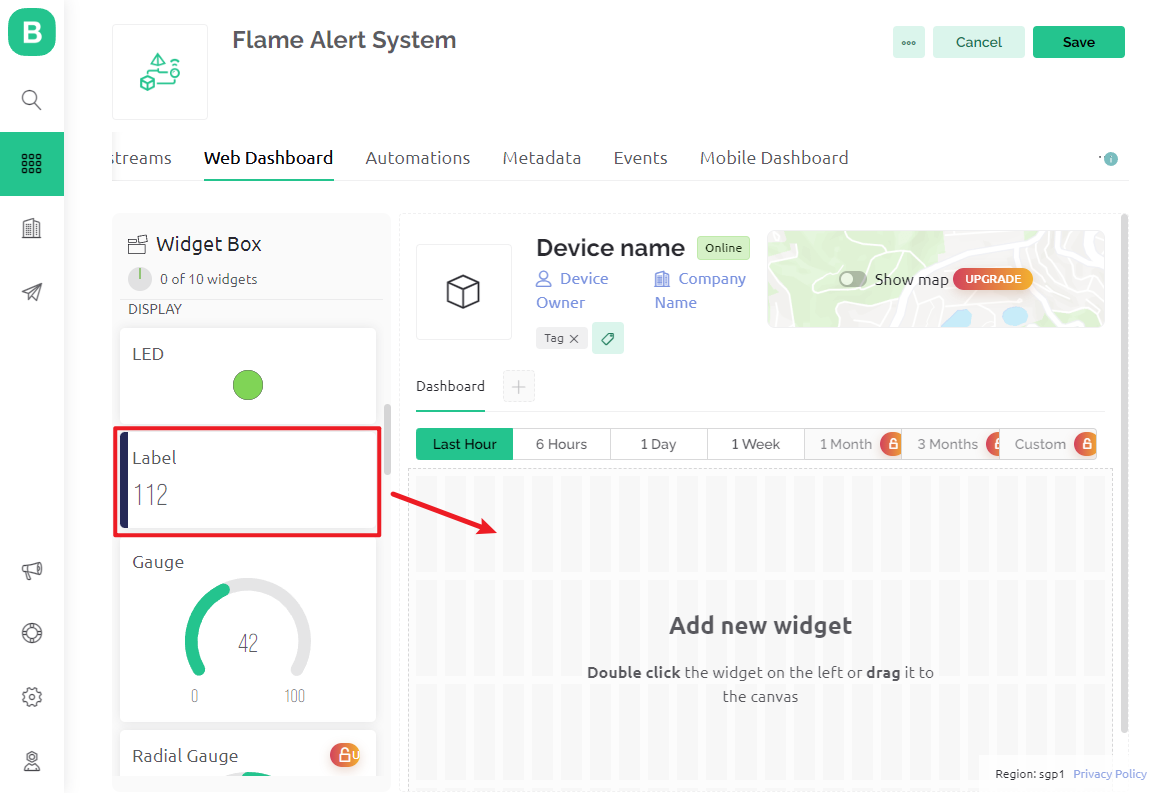 B
Flame Alert System
Cancel
Save
streams
Web Dashboard
Automations
Metadata
Events
Mobile Dashboard
i
Widget Box
0 of 10 widgets
DISPLAY
LED
Label
112
Gauge
42
0
100
Radial Gauge
U
Device name
Online
Device Owner
Company Name
Tag
Show map
UPGRADE
Dashboard
Last Hour
6 Hours
1 Day
1 Week
1 Month
3 Months
Custom
Add new widget
Double click the widget on the left or drag it to
the canvas
Region: sgp1
Privacy Policy